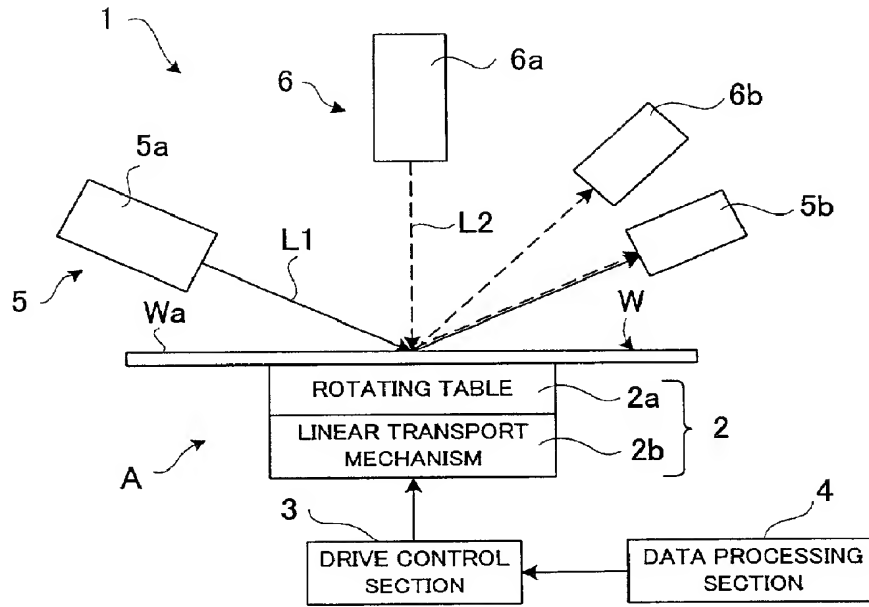 1
6
6a
6b
5a
5b
L1
L2
5
Wa
W
ROTATING TABLE
2a
LINEAR TRANSPORT
MECHANISM
2b
2
A
3
4
DRIVE CONTROL
SECTION
DATA PROCESSING
SECTION